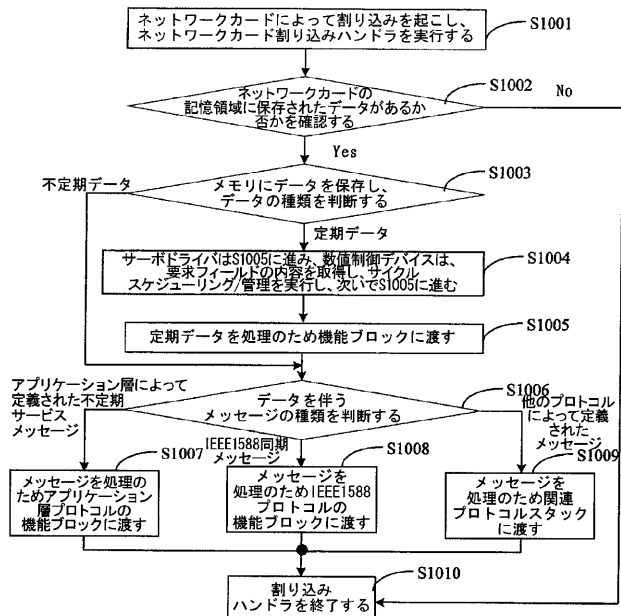 ネットワークカードによって割り込みを起こし、
ネットワークカード割り込みハンドラを実行する
S1001
ネットワークカードの
記憶領域に保存されたデータがあるか
否かを確認する
S1002
No
Yes
不定期データ
メモリにデータを保存し、
データの種類を判断する
S1003
定期データ
サーボドライバはS1005に進み、数値制御デバイスは、
要求フィールドの内容を取得し、サイクル
スケジューリング/管理を実行し、次いでS1005に進む
S1004
定期データを処理のため機能ブロックに渡す
S1005
アプリケーション層によって
定義された不定期
サービス
メッセージ
データを伴う
メッセージの種類を判断する
S1006
他のプロトコル
によって定義
された
メッセージ
IEEE1588同期
メッセージ
S1007
メッセージを処理の
ためアプリケーション
層プロトコルの
機能ブロックに渡す
S1008
メッセージを
処理のためIEEE1588
プロトコルの
機能ブロックに渡す
S1009
メッセージを
処理のため関連
プロトコルスタック
に渡す
S1010
割り込み
ハンドラを終了する